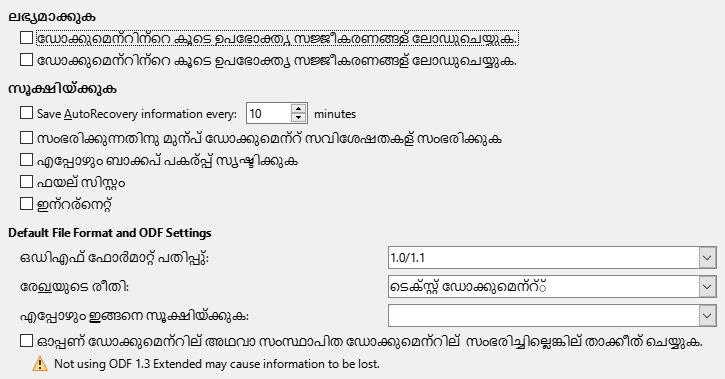 ലഭ്യമാക്കുക
ഡോക്കുമെന്‍റിന്‍റെ കൂടെ ഉപഭോക്തൃ സജ്ജീകരണങ്ങള് ലോഡുചെയ്യുക.
ഡോക്കുമെന്‍റിന്‍റെ കൂടെ ഉപഭോക്തൃ സജ്ജീകരണങ്ങള് ലോഡുചെയ്യുക.
സൂക്ഷിയ്ക്കുക
Save AutoRecovery information every: 10 minutes
സംഭരിക്കുന്നതിനു മുന്‍പ് ഡോക്കുമെന്‍റ് സവിശേഷതകള് സംഭരിക്കുക
എപ്പോഴും ബാക്കപ് പകര്‍പ്പ് സൃഷ്ടിക്കുക
ഫയല് സിസ്റ്റം
ഇന്‍റര്‍നെറ്റ്
Default File Format and ODF Settings
ഒഡിഎഫ് ഫോര്‍മാറ്റ് പതിപ്പു്: 1.0/1.1
രേഖയുടെ രീതി: ടെക്സ്റ്റ് ഡോക്കുമെന്‍റ്്
എപ്പോഴും ഇങ്ങനെ സൂക്ഷിയ്ക്കുക:
ഓപ്പണ് ഡോക്കുമെന്‍റില് അഥവാ സംസ്ഥാപിത ഡോക്കുമെന്‍റില് സംഭരിച്ചില്ലെങ്കില് താക്കീത് ചെയ്യുക.
Not using ODF 1.3 Extended may cause information to be lost.